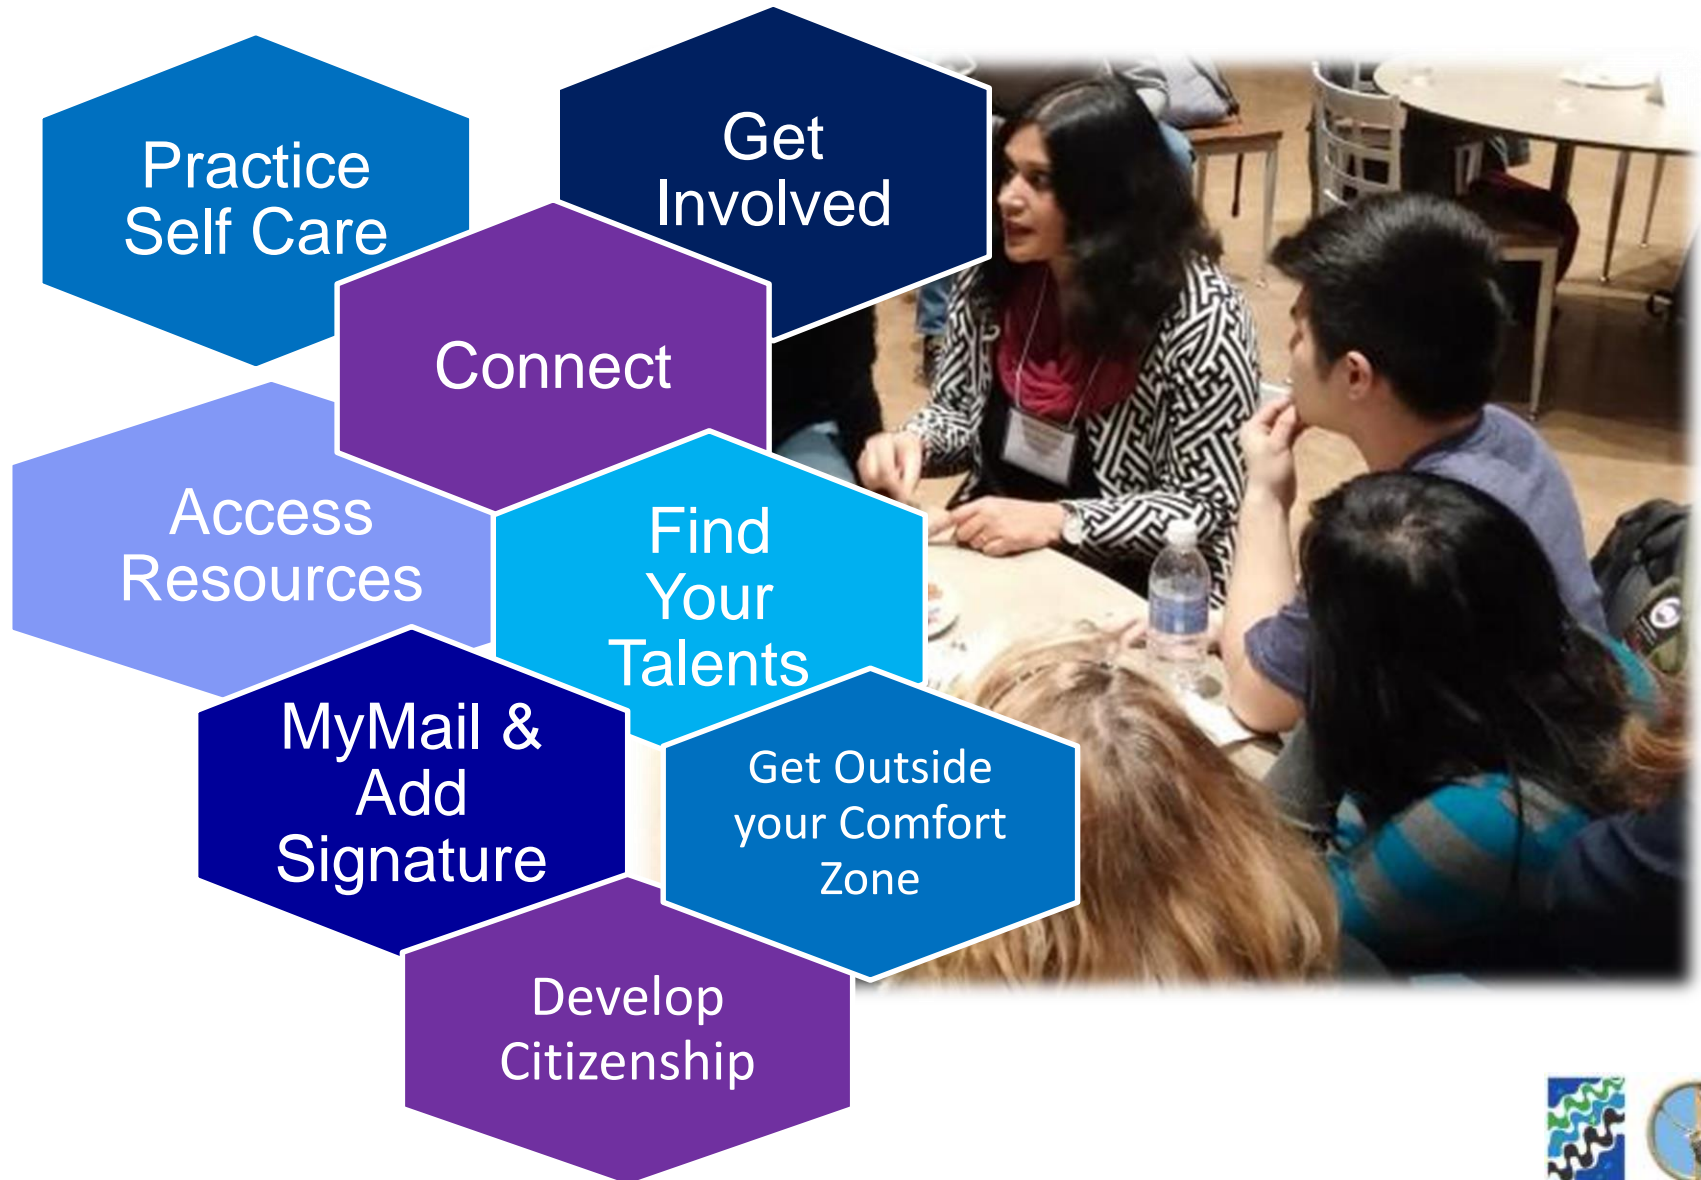 Practice
Self Care
Get
Involved
Connect
Access
Resources
Find
Your
Talents
MyMail &
Add
Signature
Get Outside
your Comfort
Zone
Develop
Citizenship